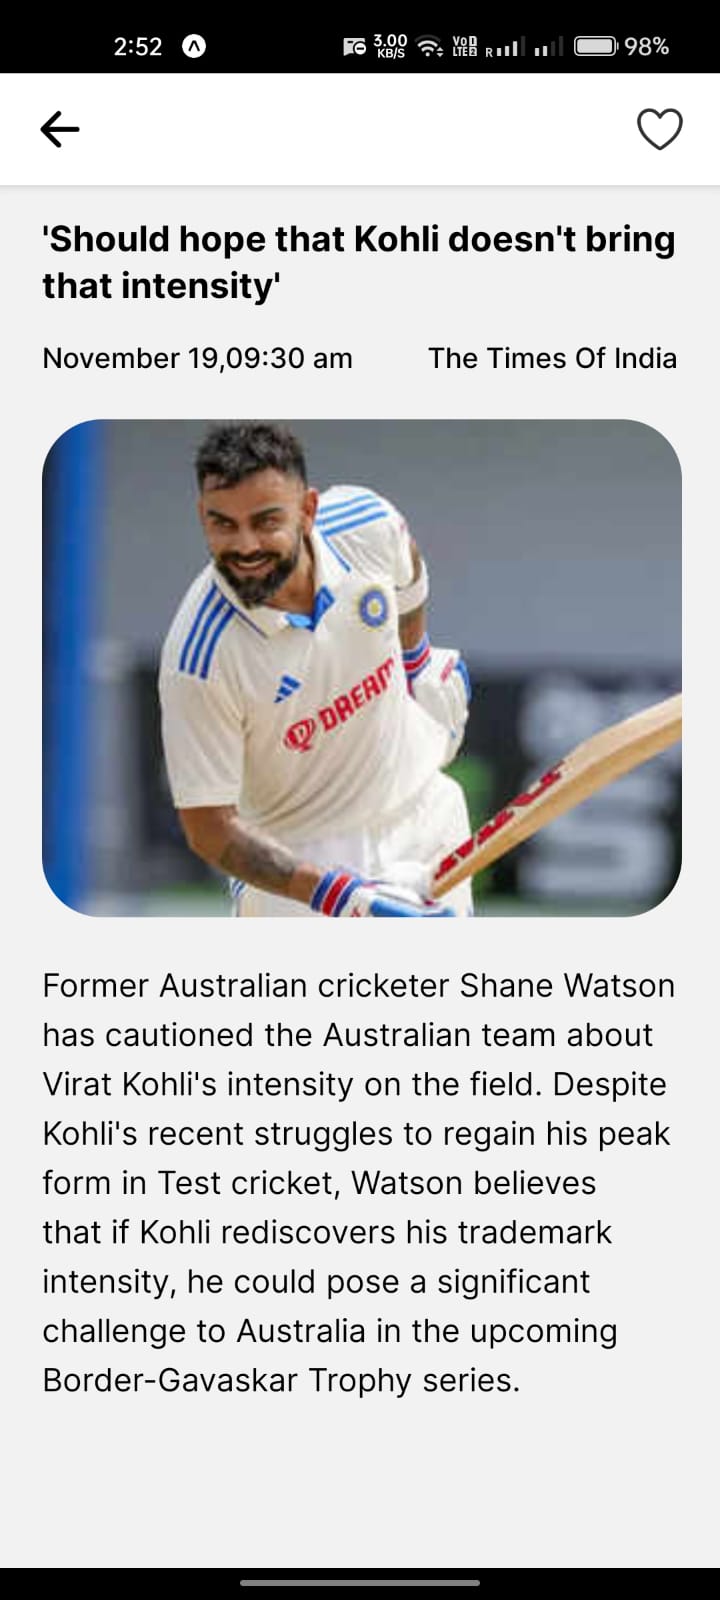 2:52
3.00
KB/S
VoD
LTE2
R
98%
'Should hope that Kohli doesn't bring
that intensity'
November 19,09:30 am
The Times Of India
DREAM
Former Australian cricketer Shane Watson
has cautioned the Australian team about
Virat Kohli's intensity on the field. Despite
Kohli's recent struggles to regain his peak
form in Test cricket, Watson believes
that if Kohli rediscovers his trademark
intensity, he could pose a significant
challenge to Australia in the upcoming
Border-Gavaskar Trophy series.